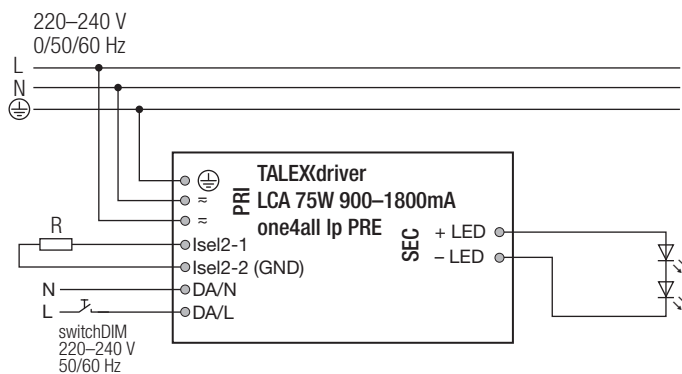 220–240 V
0/50/60 Hz
L
N
PRI
≂
≂
Isel2-1
Isel2-2 (GND)
DA/N
DA/L
TALEXXdriver
LCA 75W 900–1800mA
one4all lp PRE
SEC
+ LED
– LED
R
N
L
switchDIM
220–240 V
50/60 Hz